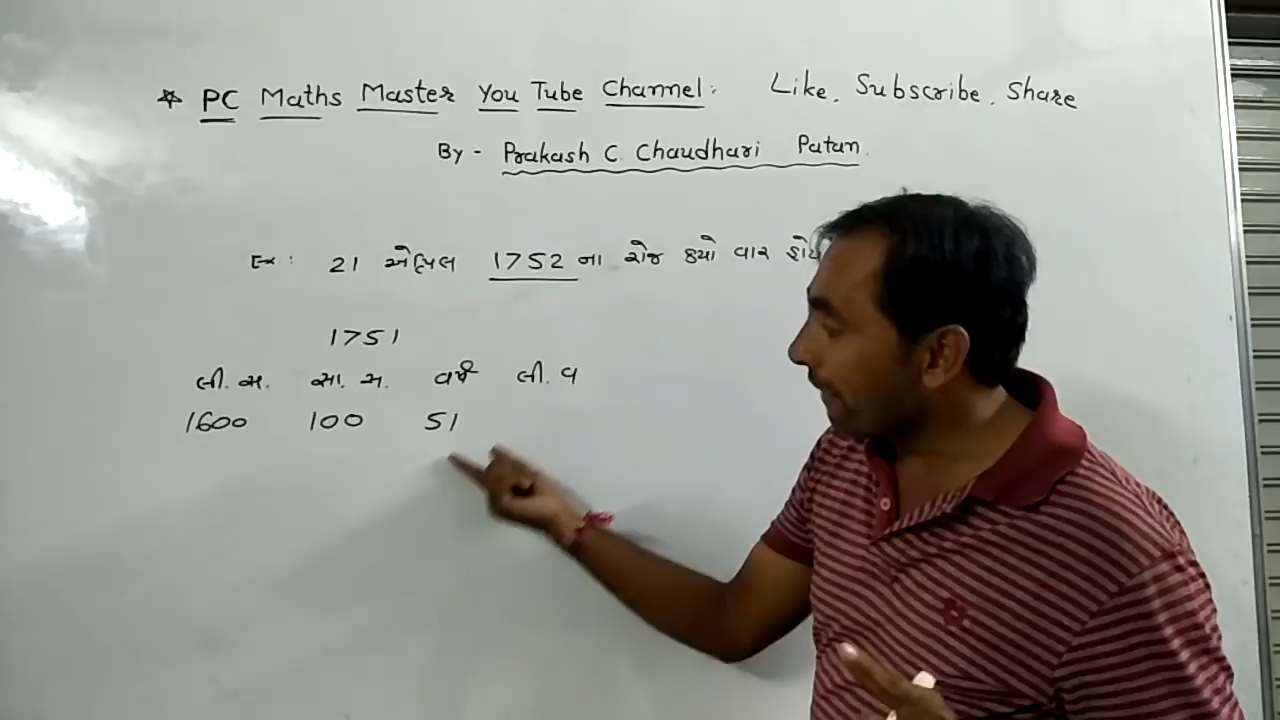 ☆ PC Maths Master You Tube Channel: Like, Subscribe, Share
By - Prakash C. Chaudhari Patan.
Ex: 21 એપ્રિલ 1752 ના રોજ કયો વાર
1751
લી. સ. સા. સ. વર્ષ લી. વ
1600 100 51